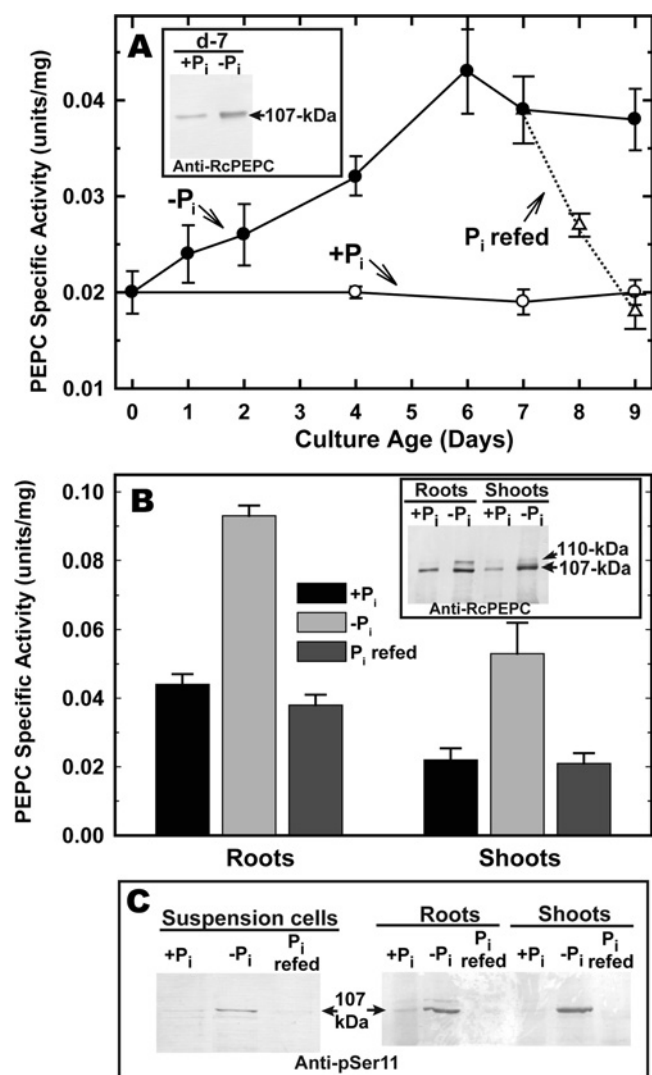 A
d-7
+Pi -Pi
107-kDa
Anti-RcPEPC
-Pi
+Pi
Pi refed
PEPC Specific Activity (units/mg)
0.04
0.03
0.02
0.01
0 1 2 3 4 5 6 7 8 9
Culture Age (Days)
B
Roots Shoots
+Pi -Pi +Pi -Pi
110-kDa
107-kDa
Anti-RcPEPC
+Pi
-Pi
Pi refed
PEPC Specific Activity (units/mg)
0.10
0.08
0.06
0.04
0.02
0.00
Roots Shoots
C
Suspension cells Roots Shoots
+Pi -Pi Pi refed +Pi -Pi Pi refed +Pi -Pi Pi refed
107
kDa
Anti-pSer11